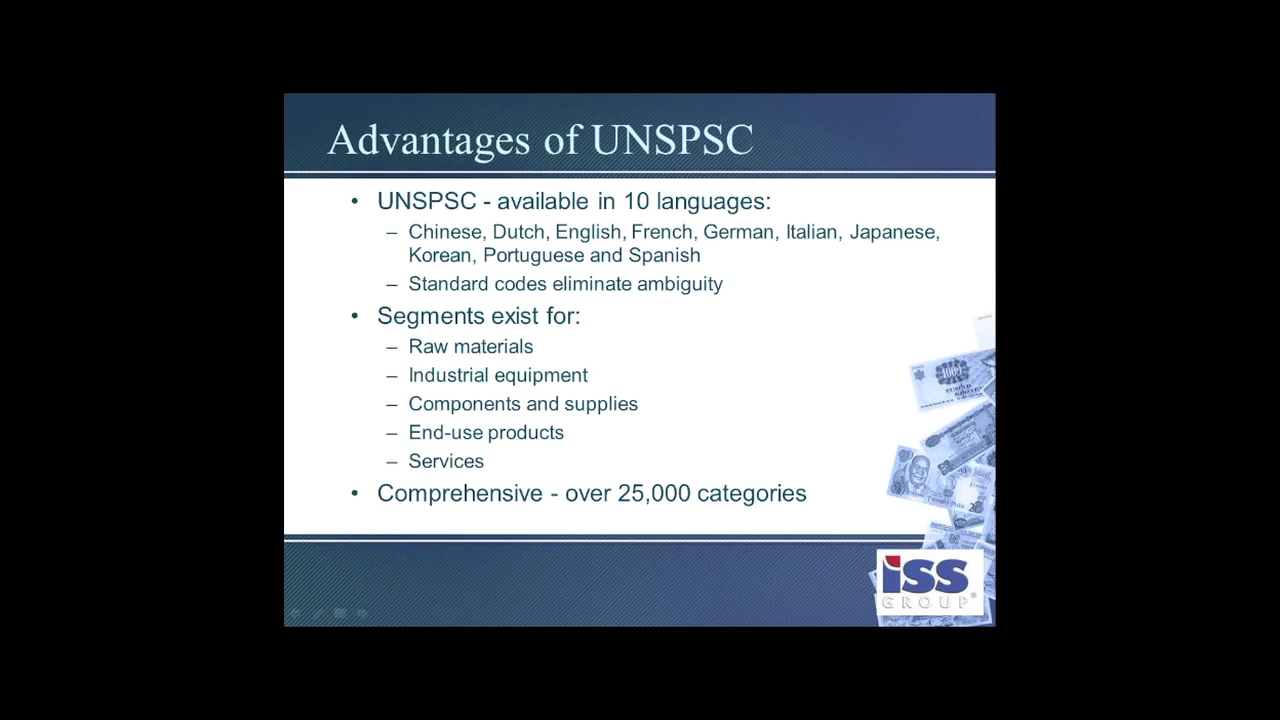 Advantages of UNSPSC
• UNSPSC - available in 10 languages:
– Chinese, Dutch, English, French, German, Italian, Japanese,
Korean, Portuguese and Spanish
– Standard codes eliminate ambiguity
• Segments exist for:
– Raw materials
– Industrial equipment
– Components and supplies
– End-use products
– Services
• Comprehensive - over 25,000 categories
iSS
GROUP®